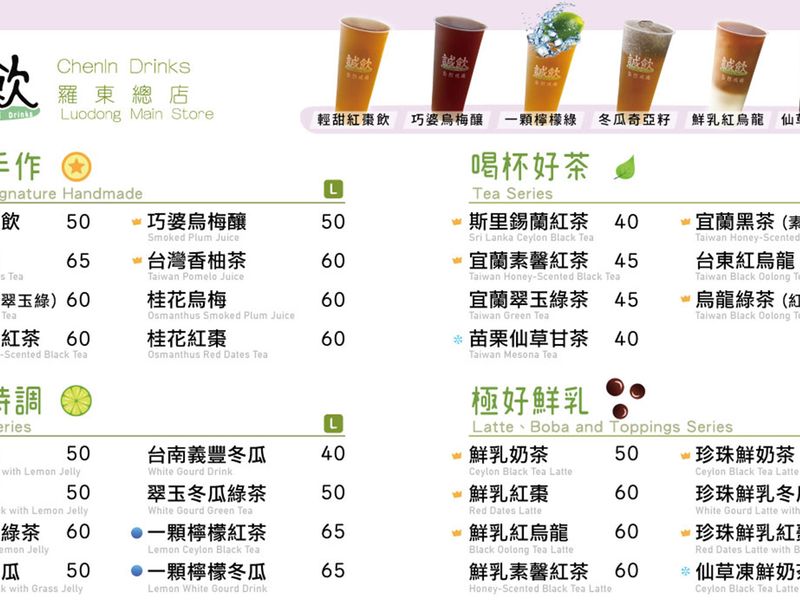 飲
Drinks
ChenIn Drinks
羅東總店
Luodong Main Store
誠飲
誠飲
誠飲
誠飲
誠飲
輕甜紅棗飲
巧婆烏梅釀
一顆檸檬綠
冬瓜奇亞籽
鮮乳紅烏龍
仙草
手作
gnature Handmade
L
飲 50
巧婆烏梅釀 50
Smoked Plum Juice
65
s Tea
台灣香柚茶 60
Taiwan Pomelo Juice
翠玉綠) 60
Tea
桂花烏梅 60
Osmanthus Smoked Plum Juice
紅茶 60
-Scented Black Tea
桂花紅棗 60
Osmanthus Red Dates Tea
喝杯好茶
Tea Series
斯里錫蘭紅茶 40
Sri Lanka Ceylon Black Tea
宜蘭黑茶 (素
Taiwan Honey-Scented
宜蘭素馨紅茶 45
Taiwan Honey-Scented Black Tea
台東紅烏龍
Taiwan Black Oolong Te
宜蘭翠玉綠茶 45
Taiwan Green Tea
烏龍綠茶 (紅
Taiwan Black Oolong Te
苗栗仙草甘茶 40
Taiwan Mesona Tea
特調
eries
L
50
with Lemon Jelly
台南義豐冬瓜 40
White Gourd Drink
50
k with Lemon Jelly
翠玉冬瓜綠茶 50
White Gourd Green Tea
綠茶 60
emon Jelly
一顆檸檬紅茶 65
Lemon Ceylon Black Tea
瓜 50
k with Grass Jelly
一顆檸檬冬瓜 65
Lemon White Gourd Drink
極好鮮乳
Latte、Boba and Toppings Series
鮮乳奶茶 50
Ceylon Black Tea Latte
珍珠鮮奶茶
Ceylon Black Tea Latte
鮮乳紅棗 60
Red Dates Latte
珍珠鮮乳冬瓜
White Gourd Latte with
鮮乳紅烏龍 60
Black Oolong Tea Latte
珍珠鮮乳紅棗
Red Dates Latte with B
鮮乳素馨紅茶 60
Honey-Scented Black Tea Latte
仙草凍鮮奶茶
Ceylon Black Tea Latte